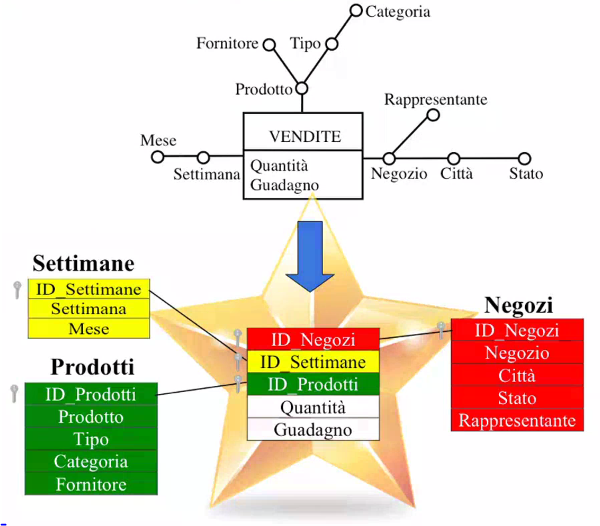 Categoria
Fornitore
Tipo
Prodotto
Rappresentante
VENDITE
Mese
Settimana
Quantità
Guadagno
Negozio
Città
Stato
Settimane
ID_Settimane
Settimana
Mese
Prodotti
ID_Prodotti
Prodotto
Tipo
Categoria
Fornitore
ID_Negozi
ID_Settimane
ID_Prodotti
Quantità
Guadagno
Negozi
ID_Negozi
Negozio
Città
Stato
Rappresentante